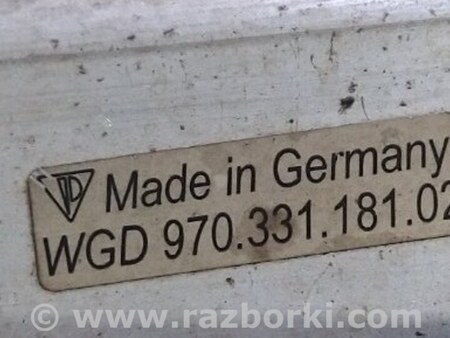 Made in Germany
WGD 970.331.181.02
© www.razborki.com